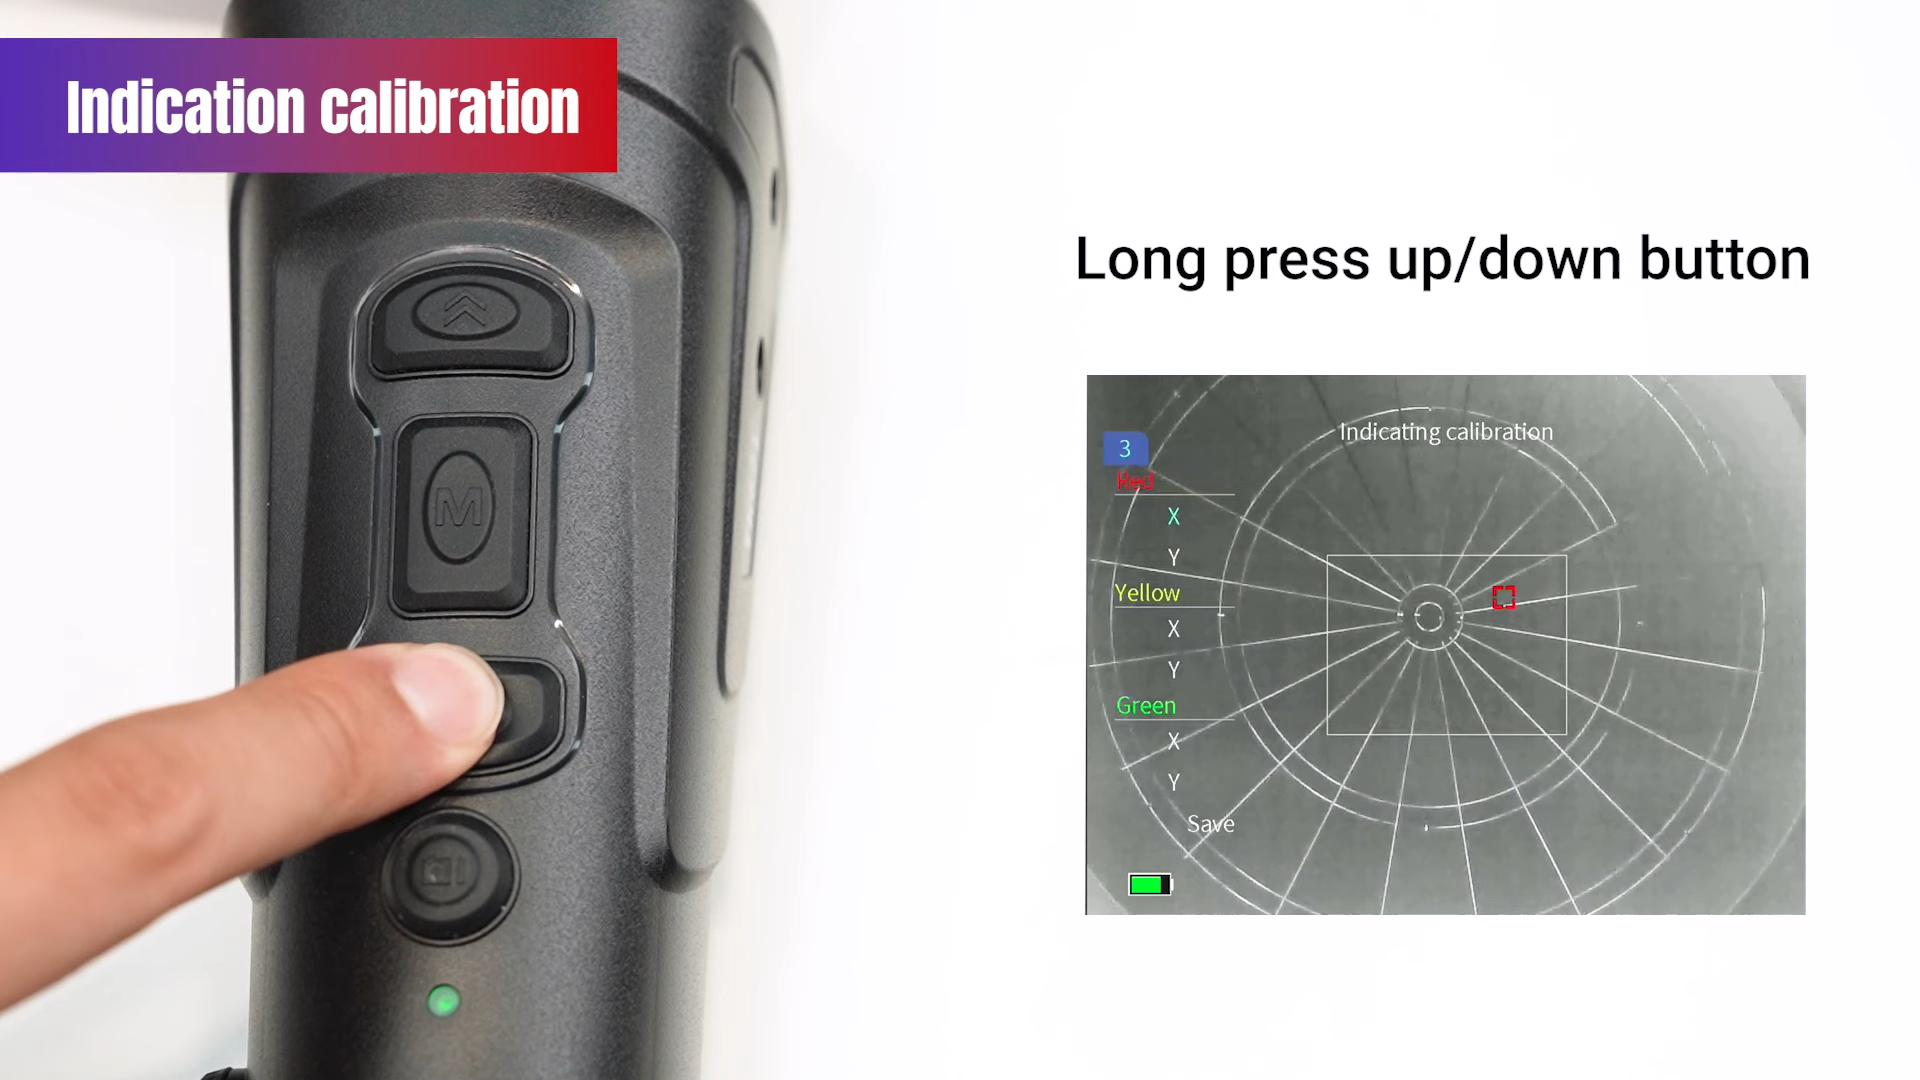 Indication calibration
Long press up/down button
M
Indicating calibration
3
Red
X
Y
Yellow
X
Y
Green
X
Y
Save